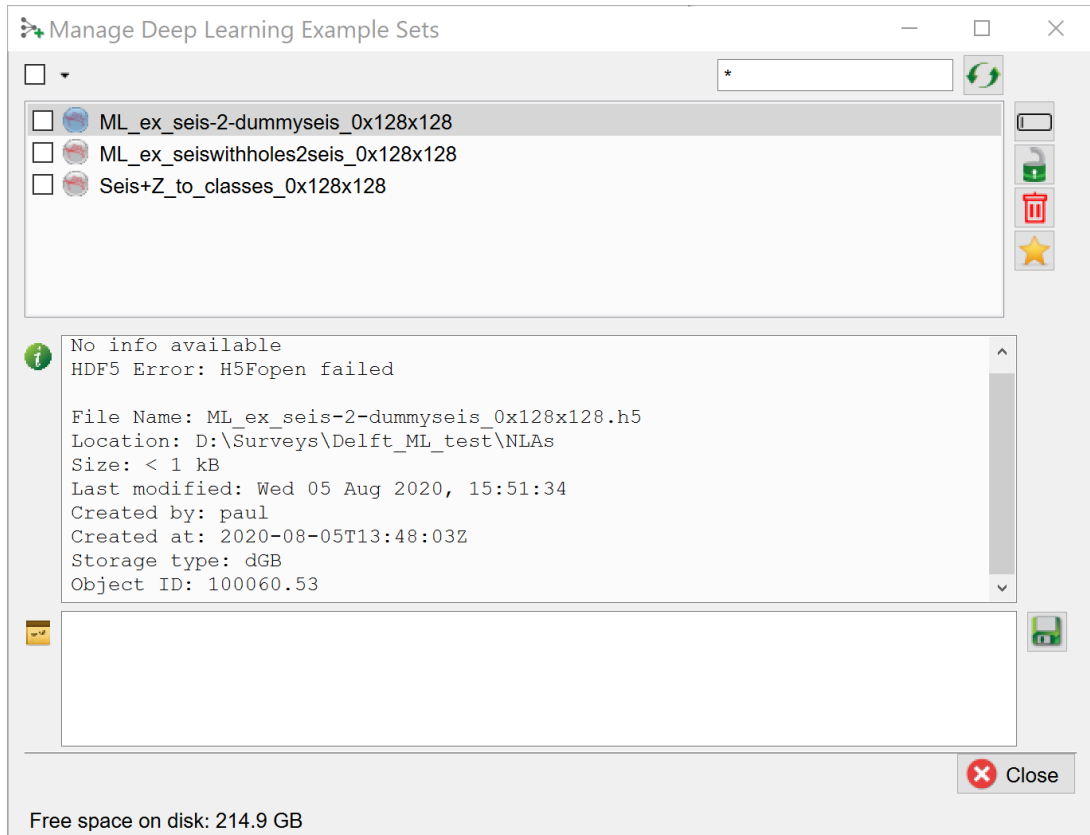 Manage Deep Learning Example Sets
*
ML_ex_seis-2-dummyseis_0x128x128
ML_ex_seiswithholes2seis_0x128x128
Seis+Z_to_classes_0x128x128
No info available
HDF5 Error: H5Fopen failed
File Name: ML_ex_seis-2-dummyseis_0x128x128.h5
Location: D:\Surveys\Delft_ML_test\NLAs
Size: < 1 kB
Last modified: Wed 05 Aug 2020, 15:51:34
Created by: paul
Created at: 2020-08-05T13:48:03Z
Storage type: dGB
Object ID: 100060.53
Close
Free space on disk: 214.9 GB